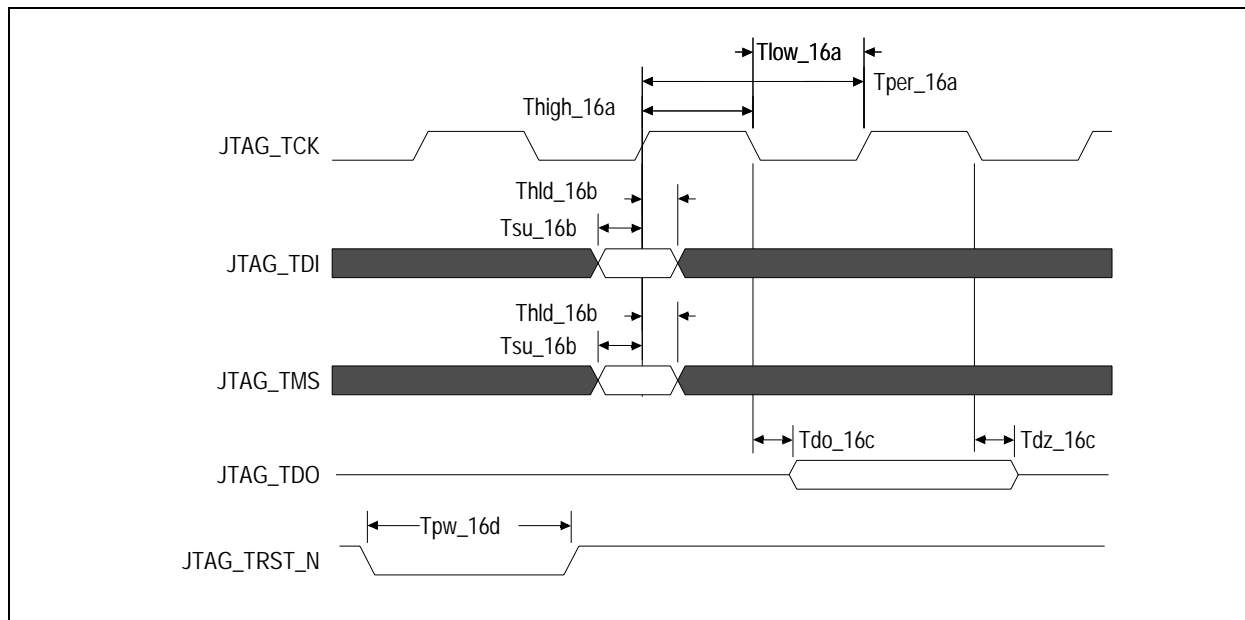 Tlow_16a
Tper_16a
Thigh_16a
JTAG_TCK
Thld_16b
Tsu_16b
JTAG_TDI
Thld_16b
Tsu_16b
JTAG_TMS
Tdo_16c
Tdz_16c
JTAG_TDO
Tpw_16d
JTAG_TRST_N